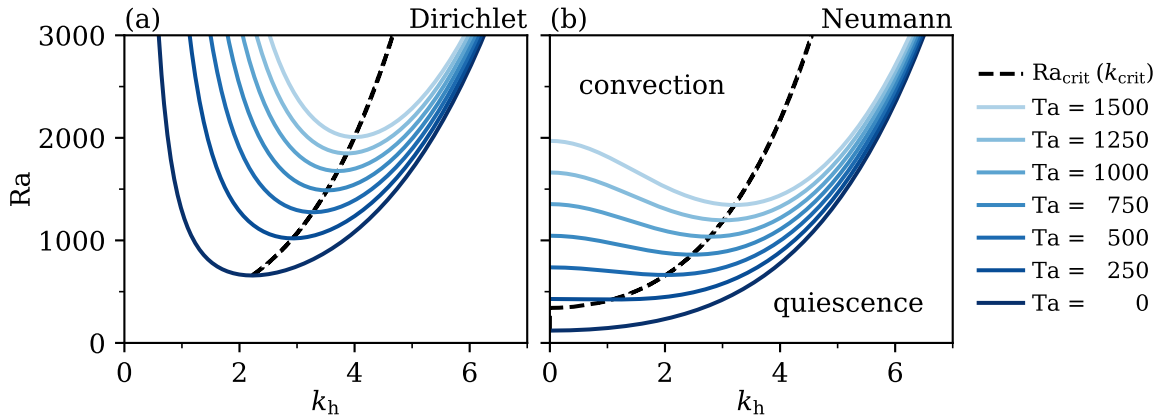 (a) Dirichlet
(b) Neumann
3000
2000
1000
0
Ra
0 2 4 6
k_h
convection
quiescence
0 2 4 6
k_h
Ra_crit (k_crit)
Ta = 1500
Ta = 1250
Ta = 1000
Ta = 750
Ta = 500
Ta = 250
Ta = 0